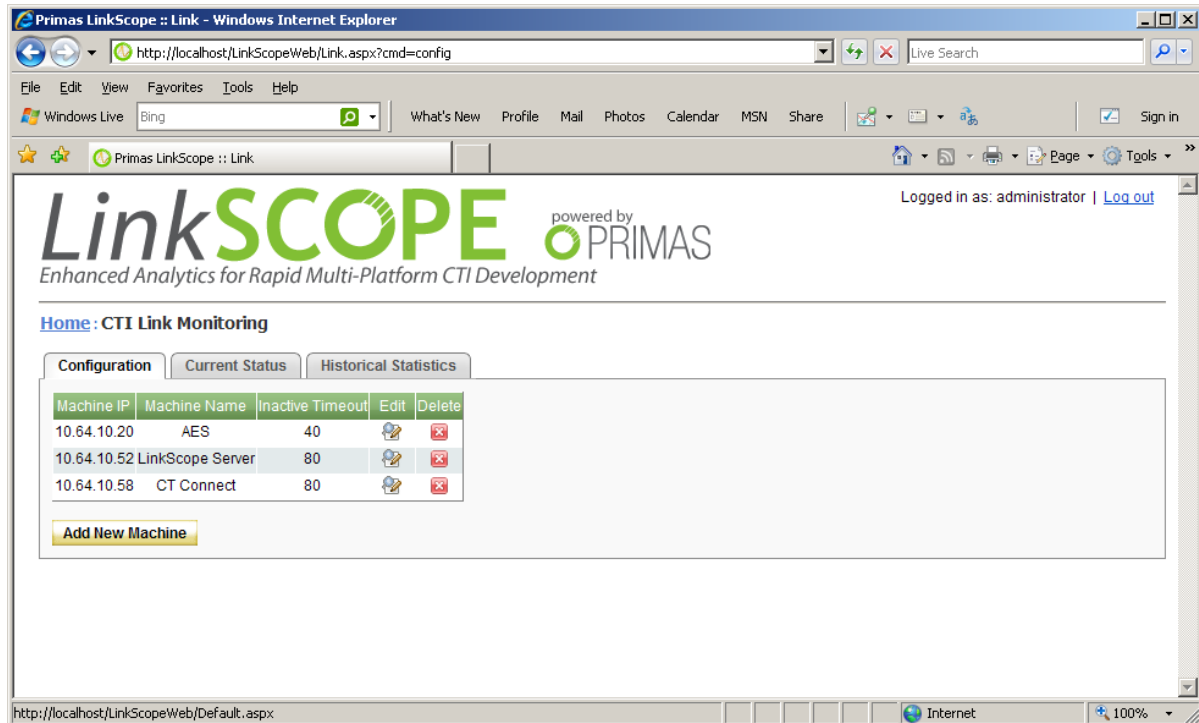 Primas LinkScope :: Link - Windows Internet Explorer
http://localhost/LinkScopeWeb/Link.aspx?cmd=config
Live Search
File Edit View Favorites Tools Help
Windows Live Bing What's New Profile Mail Photos Calendar MSN Share Sign in
Primas LinkScope :: Link Page Tools »
Logged in as: administrator | Log out
LinkSCOPE powered by PRIMAS
Enhanced Analytics for Rapid Multi-Platform CTI Development
Home : CTI Link Monitoring
Configuration Current Status Historical Statistics
Machine IP Machine Name Inactive Timeout Edit Delete
10.64.10.20 AES 40
10.64.10.52 LinkScope Server 80
10.64.10.58 CT Connect 80
Add New Machine
http://localhost/LinkScopeWeb/Default.aspx Internet 100%